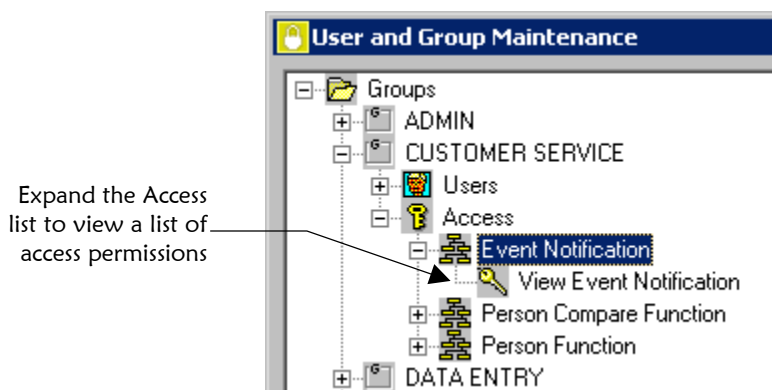 User and Group Maintenance
Groups
ADMIN
CUSTOMER SERVICE
Users
Access
Event Notification
View Event Notification
Person Compare Function
Person Function
DATA ENTRY
Expand the Access
list to view a list of
access permissions